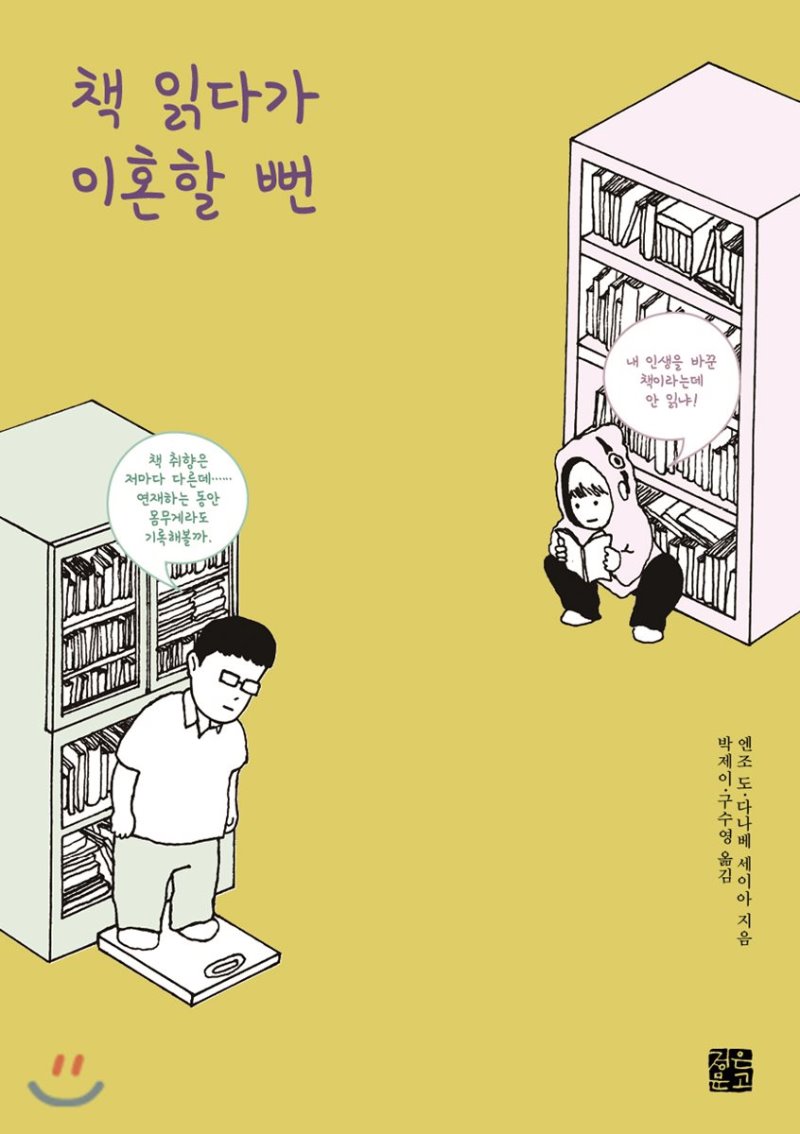 책 읽다가
이혼할 뻔
내 인생을 바꾼
책이라는데
안 읽냐!
책 취향은
저마다 다른데……
연재하는 동안
몸무게라도
기록해볼까.
엔조 도·다나베 세이아 지음
박제이·구수영 옮김
정은
문고